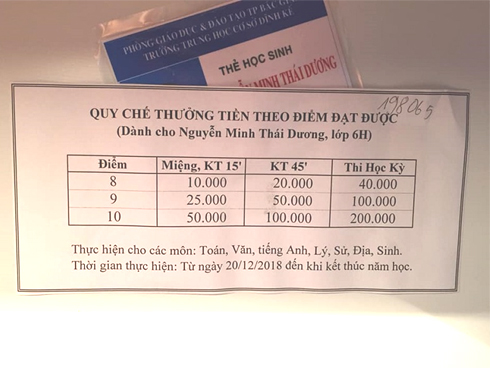 PHÒNG GIÁO DỤC & ĐÀO TẠO TP BẮC
TRƯỜNG TRUNG HỌC CƠ SỞ DĨNH KẾ
THẺ HỌC SINH
MINH THÁI DƯƠNG
198065
QUY CHẾ THƯỞNG TIỀN THEO ĐIỂM ĐẠT ĐƯỢC
(Dành cho Nguyễn Minh Thái Dương, lớp 6H)
Điểm Miệng, KT 15' KT 45' Thi Học Kỳ
8 10.000 20.000 40.000
9 25.000 50.000 100.000
10 50.000 100.000 200.000
Thực hiện cho các môn: Toán, Văn, tiếng Anh, Lý, Sử, Địa, Sinh.
Thời gian thực hiện: Từ ngày 20/12/2018 đến khi kết thúc năm học.